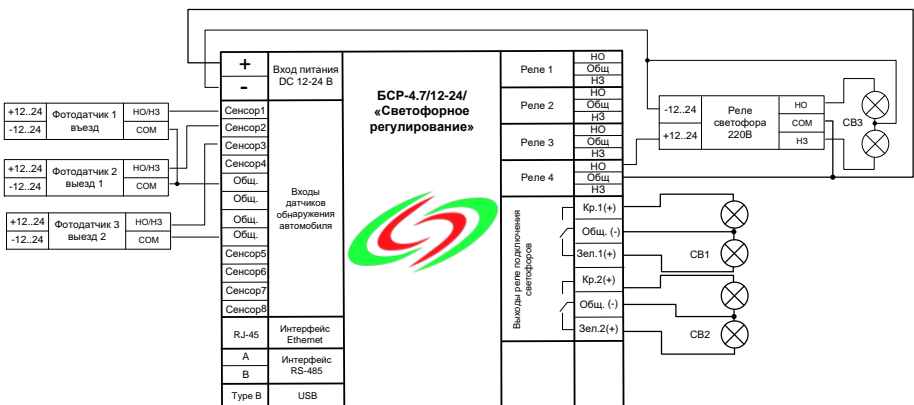 +
-
Вход питания
DC 12-24 В
БСР-4.7/12-24/
«Светофорное
регулирование»
Реле 1
НО
Общ
НЗ
Реле 2
НО
Общ
НЗ
Реле 3
НО
Общ
НЗ
Реле 4
НО
Общ
НЗ
-12..24
+12..24
Реле
светофора
220В
НО
COM
НЗ
СВ3
+12..24
-12..24
Фотодатчик 1
въезд
НО/НЗ
COM
+12..24
-12..24
Фотодатчик 2
выезд 1
НО/НЗ
COM
+12..24
-12..24
Фотодатчик 3
выезд 2
НО/НЗ
COM
Сенсор1
Сенсор2
Сенсор3
Сенсор4
Общ.
Общ.
Общ.
Общ.
Сенсор5
Сенсор6
Сенсор7
Сенсор8
Входы
датчиков
обнаружения
автомобиля
Выходы реле подключения
светофоров
Кр.1(+)
Общ. (-)
Зел.1(+)
Кр.2(+)
Общ. (-)
Зел.2(+)
СВ1
СВ2
RJ-45
Интерфейс
Ethernet
A
B
Интерфейс
RS-485
Type B
USB